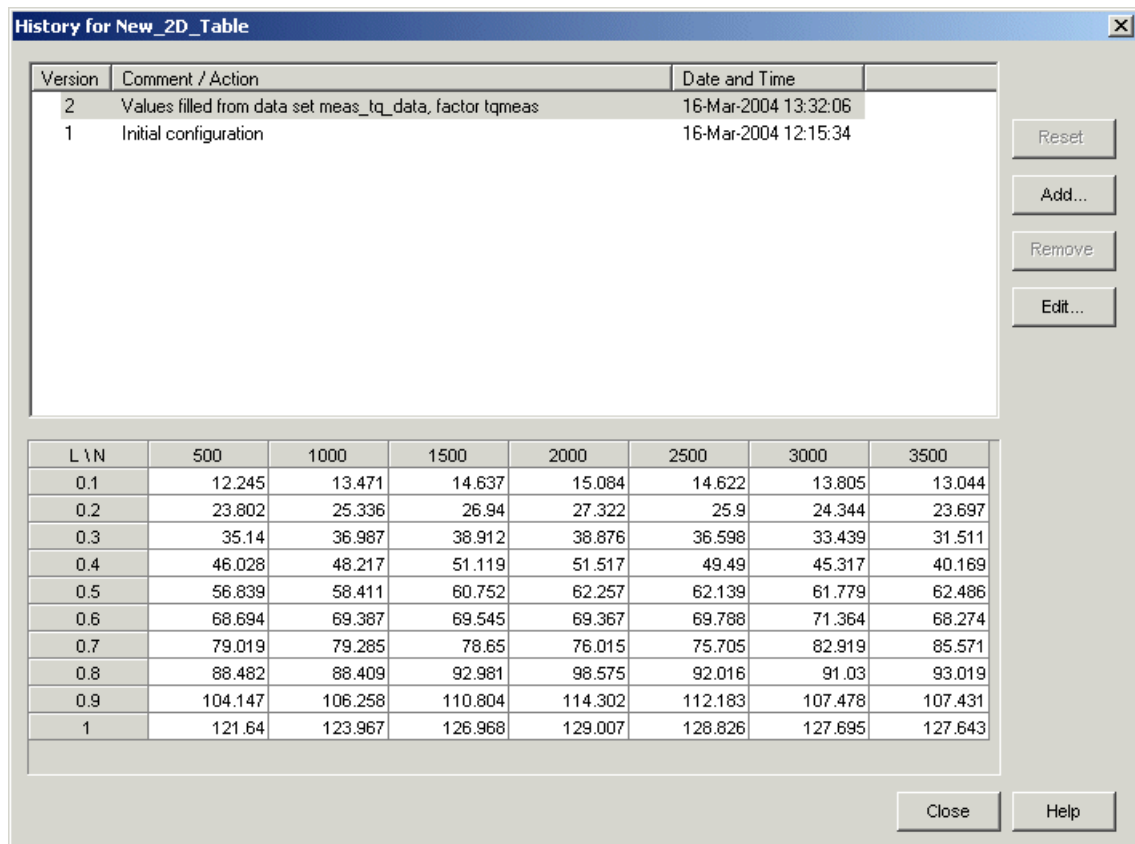 History for New_2D_Table
Version Comment / Action Date and Time
2 Values filled from data set meas_tq_data, factor tqmeas 16-Mar-2004 13:32:06
1 Initial configuration 16-Mar-2004 12:15:34
Reset
Add...
Remove
Edit...
L \ N 500 1000 1500 2000 2500 3000 3500
0.1 12.245 13.471 14.637 15.084 14.622 13.805 13.044
0.2 23.802 25.336 26.94 27.322 25.9 24.344 23.697
0.3 35.14 36.987 38.912 38.876 36.598 33.439 31.511
0.4 46.028 48.217 51.119 51.517 49.49 45.317 40.169
0.5 56.839 58.411 60.752 62.257 62.139 61.779 62.486
0.6 68.694 69.387 69.545 69.367 69.788 71.364 68.274
0.7 79.019 79.285 78.65 76.015 75.705 82.919 85.571
0.8 88.482 88.409 92.981 98.575 92.016 91.03 93.019
0.9 104.147 106.258 110.804 114.302 112.183 107.478 107.431
1 121.64 123.967 126.968 129.007 128.826 127.695 127.643
Close Help